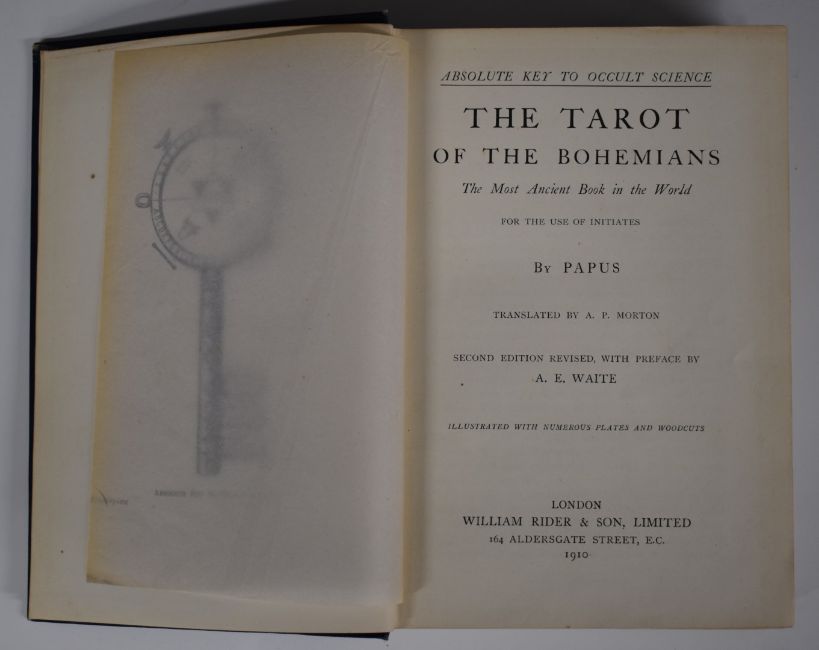 ABSOLUTE KEY TO OCCULT SCIENCE
THE TAROT
OF THE BOHEMIANS
The Most Ancient Book in the World
FOR THE USE OF INITIATES
By PAPUS
TRANSLATED BY A. P. MORTON
SECOND EDITION REVISED, WITH PREFACE BY
A. E. WAITE
ILLUSTRATED WITH NUMEROUS PLATES AND WOODCUTS
LONDON
WILLIAM RIDER & SON, LIMITED
164 ALDERSGATE STREET, E.C.
1910